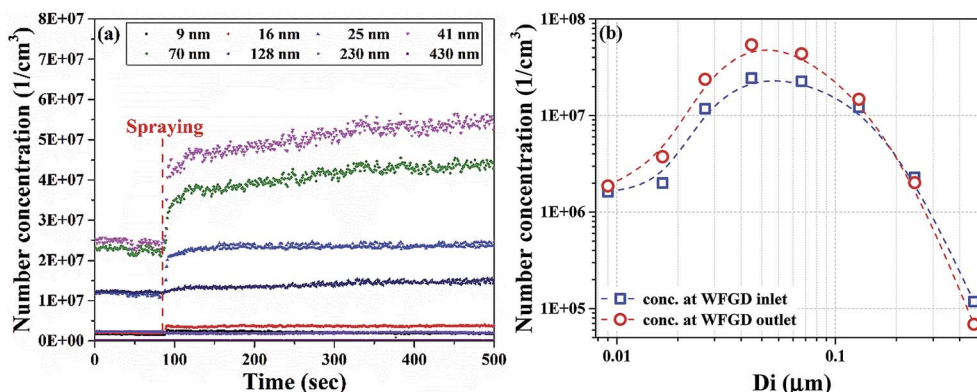 (a)
9 nm 16 nm 25 nm 41 nm
70 nm 128 nm 230 nm 430 nm
Spraying
8E+07
7E+07
6E+07
5E+07
4E+07
3E+07
2E+07
1E+07
0E+00
Number concentration (1/cm³)
0 100 200 300 400 500
Time (sec)
(b)
1E+08
1E+07
1E+06
1E+05
Number concentration (1/cm³)
conc. at WFGD inlet
conc. at WFGD outlet
0.01 0.1
Di (μm)